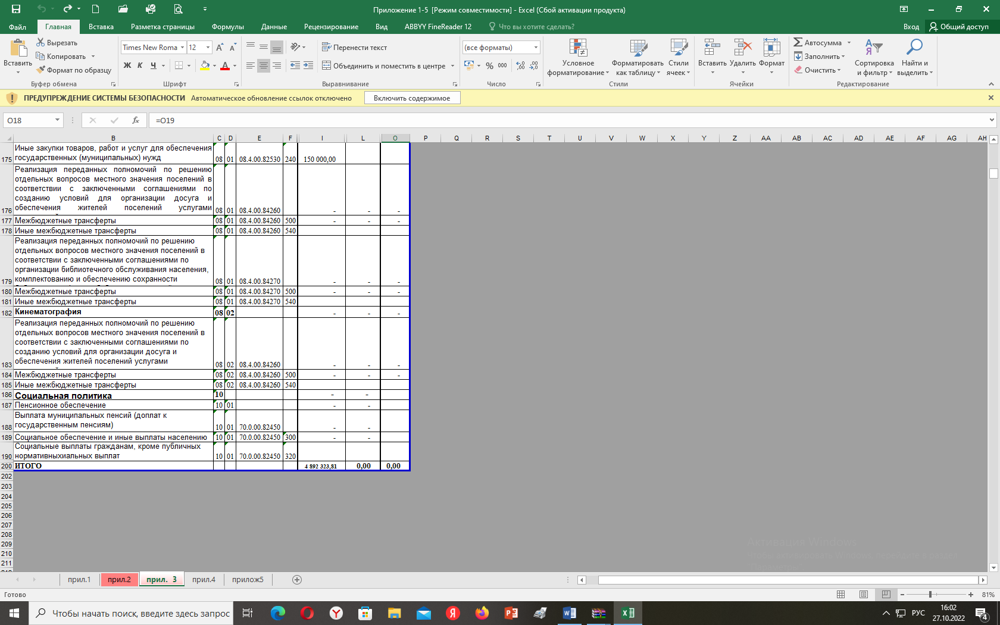 Приложение 1-5 [Режим совместимости] - Excel (Сбой активации продукта)
Файл Главная Вставка Разметка страницы Формулы Данные Рецензирование Вид ABBYY FineReader 12 Что вы хотите сделать? Вход Общий доступ
Вставить
Вырезать
Копировать
Формат по образцу
Буфер обмена
Times New Roma 12
Ж К Ч
Шрифт
Перенести текст
Объединить и поместить в центре
Выравнивание
(все форматы)
% 000
Число
Условное форматирование
Форматировать как таблицу
Стили ячеек
Стили
Вставить Удалить Формат
Ячейки
Автосумма
Заполнить
Очистить
Сортировка и фильтр
Найти и выделить
Редактирование
ПРЕДУПРЕЖДЕНИЕ СИСТЕМЫ БЕЗОПАСНОСТИ Автоматическое обновление ссылок отключено Включить содержимое
O18 fx =O19
B C D E F I L O P Q R S T U V W X Y Z AA AB AC AD AE AF AG AH
Иные закупки товаров, работ и услуг для обеспечения
175 государственных (муниципальных) нужд 08 01 08.4.00.82530 240 150 000,00
Реализация переданных полномочий по решению
отдельных вопросов местного значения поселений в
соответствии с заключенными соглашениями по
созданию условий для организации досуга и
обеспечения жителей поселений услугами
176 08 01 08.4.00.84260 - - -
177 Межбюджетные трансферты 08 01 08.4.00.84260 500 - - -
178 Иные межбюджетные трансферты 08 01 08.4.00.84260 540
Реализация переданных полномочий по решению
отдельных вопросов местного значения поселений в
соответствии с заключенными соглашениями по
организации библиотечного обслуживания населения,
179 комплектованию и обеспечению сохранности 08 01 08.4.00.84270 - - -
180 Межбюджетные трансферты 08 01 08.4.00.84270 500 - - -
181 Иные межбюджетные трансферты 08 01 08.4.00.84270 540
182 Кинематография 08 02 - - -
Реализация переданных полномочий по решению
отдельных вопросов местного значения поселений в
соответствии с заключенными соглашениями по
созданию условий для организации досуга и
обеспечения жителей поселений услугами
183 08 02 08.4.00.84260 - - -
184 Межбюджетные трансферты 08 02 08.4.00.84260 500 - - -
185 Иные межбюджетные трансферты 08 02 08.4.00.84260 540
186 Социальная политика 10 - -
187 Пенсионное обеспечение 10 01 - -
Выплата муниципальных пенсий (доплат к
188 государственным пенсиям) 10 01 70.0.00.82450 - -
189 Социальное обеспечение и иные выплаты населению 10 01 70.0.00.82450 300 - -
Социальные выплаты гражданам, кроме публичных
190 нормативныхиальных выплат 10 01 70.0.00.82450 320
200 ИТОГО 4 892 323,81 0,00 0,00
202
203
204
205
206
207
208
209
210
211
Активация Windows
прил.1 прил.2 прил. 3 прил.4 прилож5
Готово 81%
Чтобы начать поиск, введите здесь запрос
РУС 16:02
27.10.2022
4